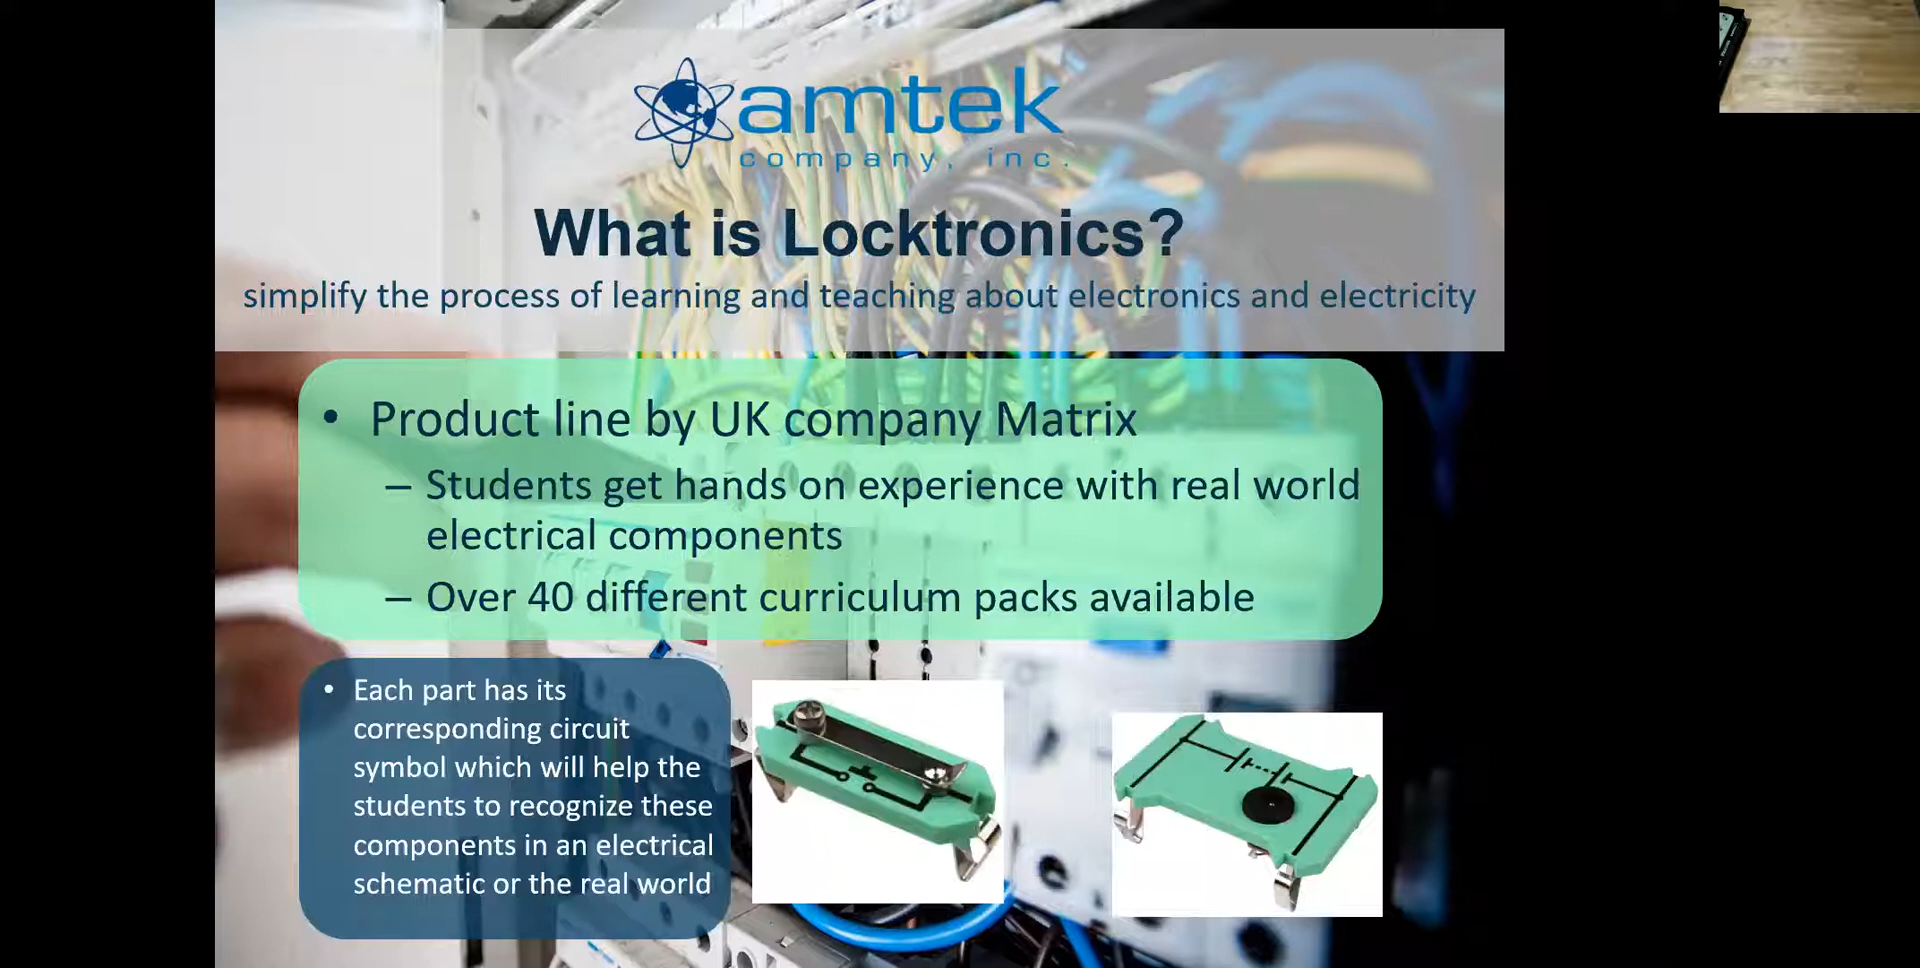 amtek
company, inc.
What is Locktronics?
simplify the process of learning and teaching about electronics and electricity
• Product line by UK company Matrix
– Students get hands on experience with real world
electrical components
– Over 40 different curriculum packs available
• Each part has its
corresponding circuit
symbol which will help the
students to recognize these
components in an electrical
schematic or the real world